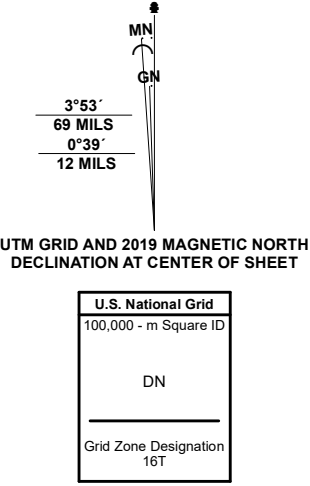 MN
GN
3°53´
69 MILS
0°39´
12 MILS
UTM GRID AND 2019 MAGNETIC NORTH
DECLINATION AT CENTER OF SHEET
U.S. National Grid
100,000 - m Square ID
DN
Grid Zone Designation
16T